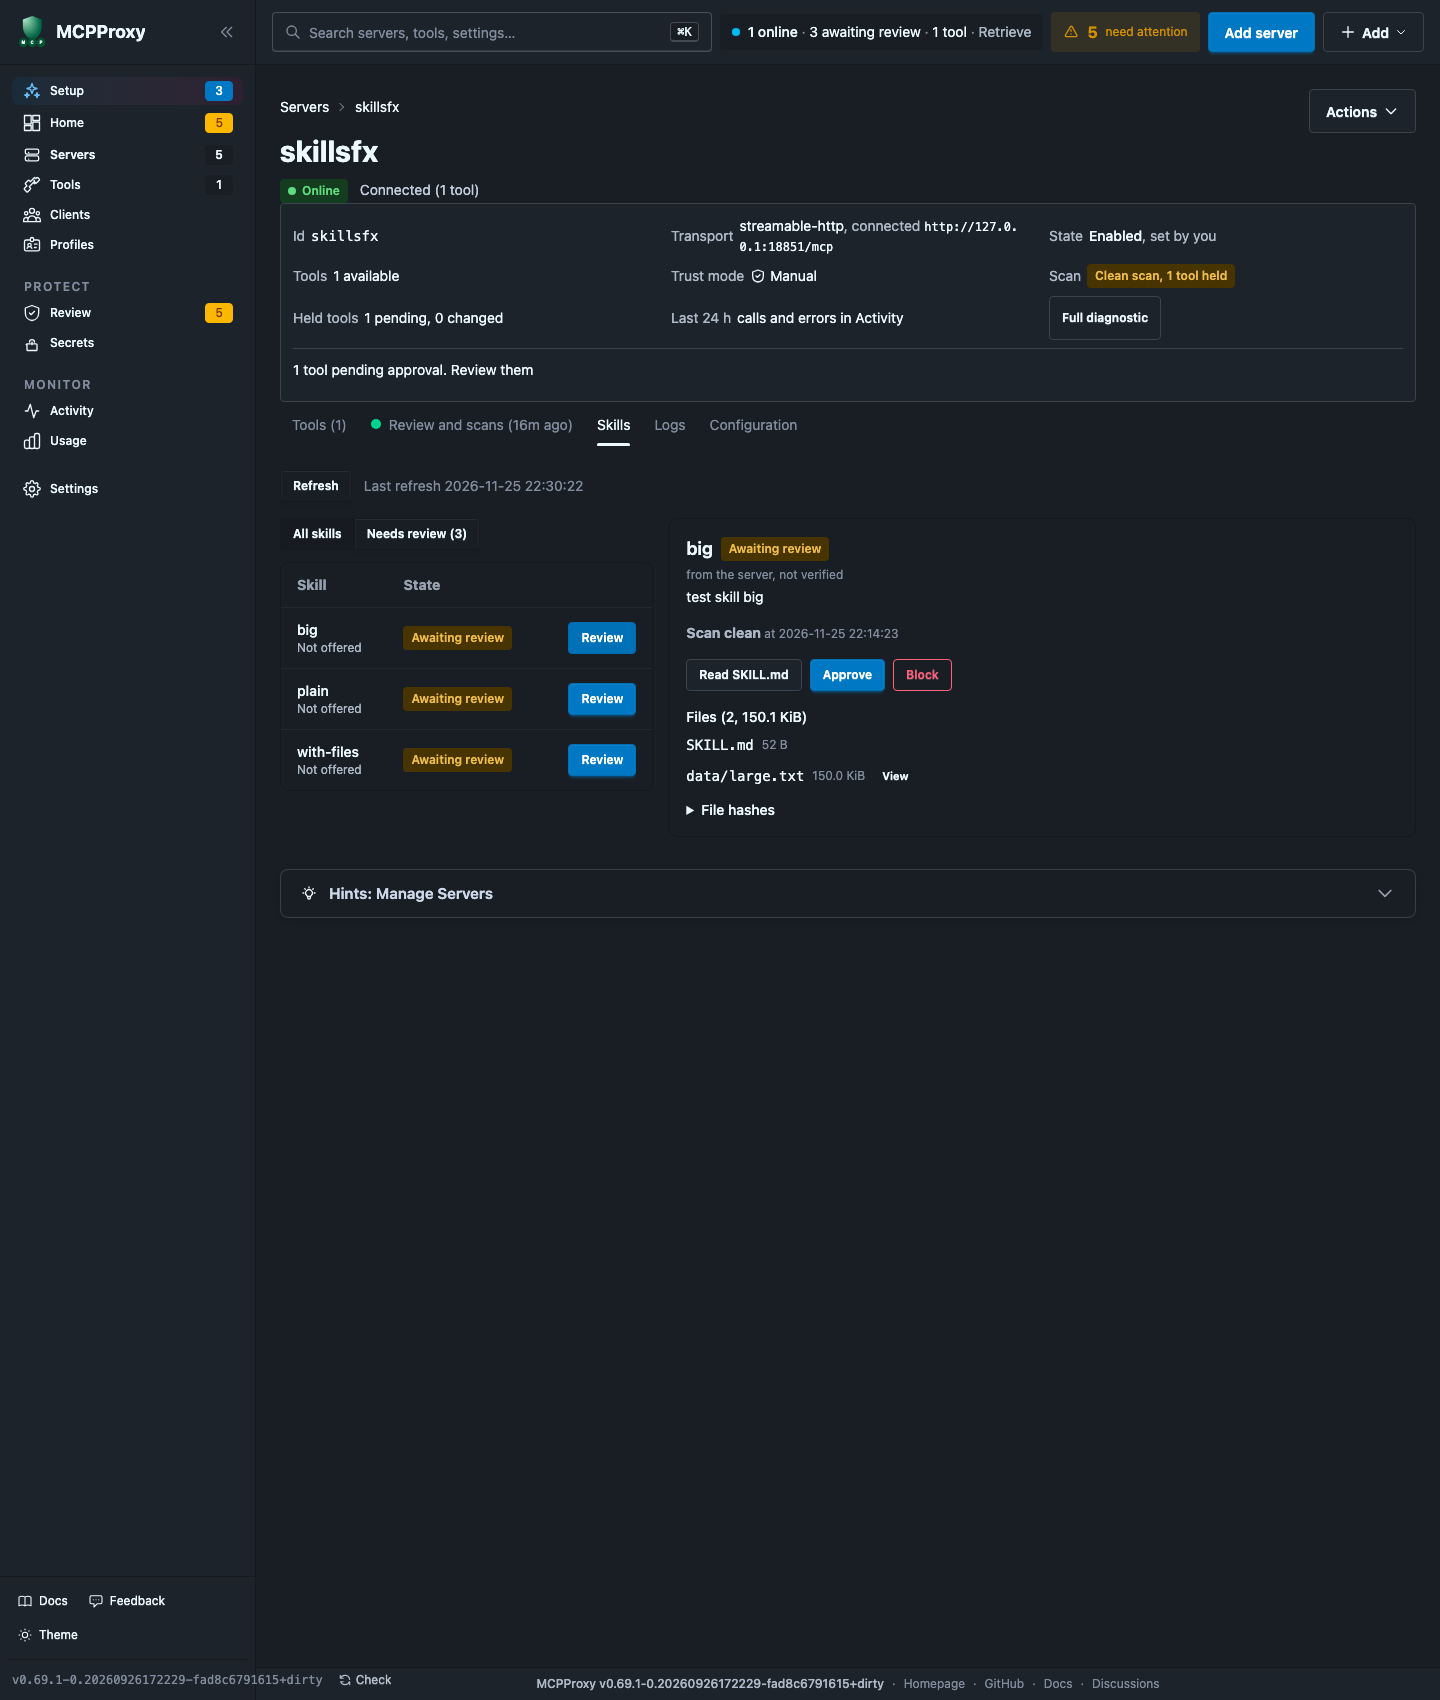 MCPProxy
Search servers, tools, settings...
⌘K
1 online · 3 awaiting review · 1 tool · Retrieve
5 need attention
Add server
Add
Setup 3
Home 5
Servers 5
Tools 1
Clients
Profiles
PROTECT
Review 5
Secrets
MONITOR
Activity
Usage
Settings
Servers > skillsfx
Actions
skillsfx
Online Connected (1 tool)
Id skillsfx
Transport streamable-http, connected http://127.0.
0.1:18851/mcp
State Enabled, set by you
Tools 1 available
Trust mode Manual
Scan Clean scan, 1 tool held
Held tools 1 pending, 0 changed
Last 24 h calls and errors in Activity
Full diagnostic
1 tool pending approval. Review them
Tools (1) Review and scans (16m ago) Skills Logs Configuration
Refresh Last refresh 2026-11-25 22:30:22
All skills Needs review (3)
Skill State
big
Not offered
Awaiting review
Review
plain
Not offered
Awaiting review
Review
with-files
Not offered
Awaiting review
Review
big Awaiting review
from the server, not verified
test skill big
Scan clean at 2026-11-25 22:14:23
Read SKILL.md Approve Block
Files (2, 150.1 KiB)
SKILL.md 52 B
data/large.txt 150.0 KiB View
File hashes
Hints: Manage Servers
Docs Feedback
Theme
v0.69.1-0.20260926172229-fad8c6791615+dirty Check
MCPProxy v0.69.1-0.20260926172229-fad8c6791615+dirty · Homepage · GitHub · Docs · Discussions